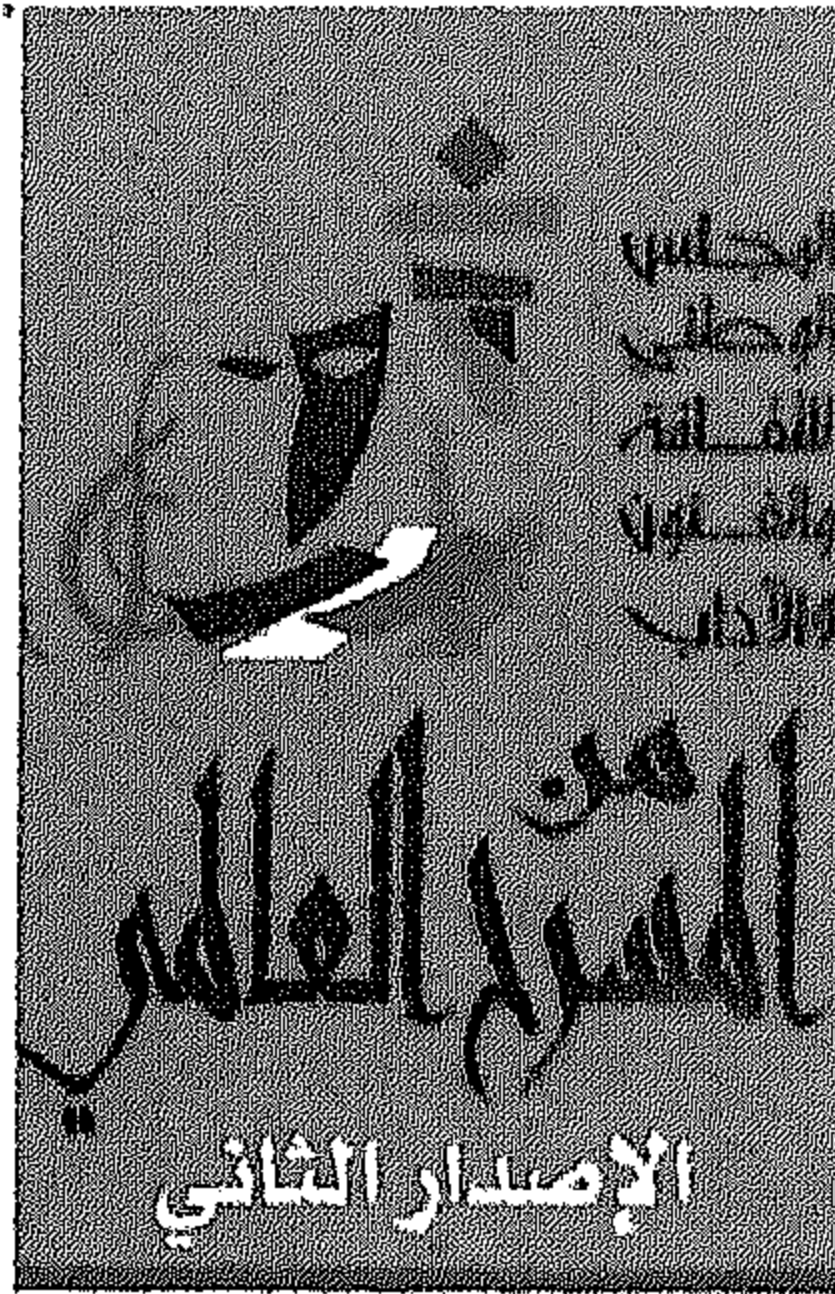 المجلس
الوطني
للثقافة
والفنون
والآداب
من
المسرح العالمي
الإصدار الثاني